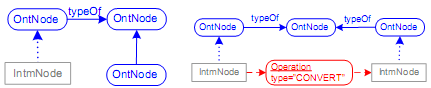 typeOf
OntNode
OntNode
IntmNode
OntNode
typeOf
typeOf
OntNode
OntNode
OntNode
IntmNode
Operation
type="CONVERT"
IntmNode